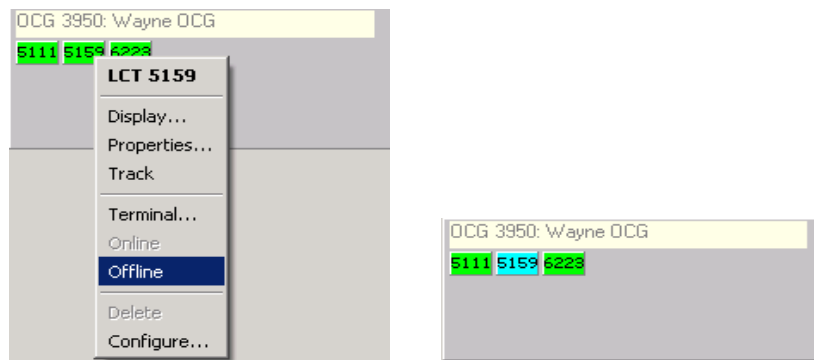 OCG 3950: Wayne OCG
5111 5159 6223
LCT 5159
Display...
Properties...
Track
Terminal...
Online
Offline
Delete
Configure...
OCG 3950: Wayne OCG
5111 5159 6223